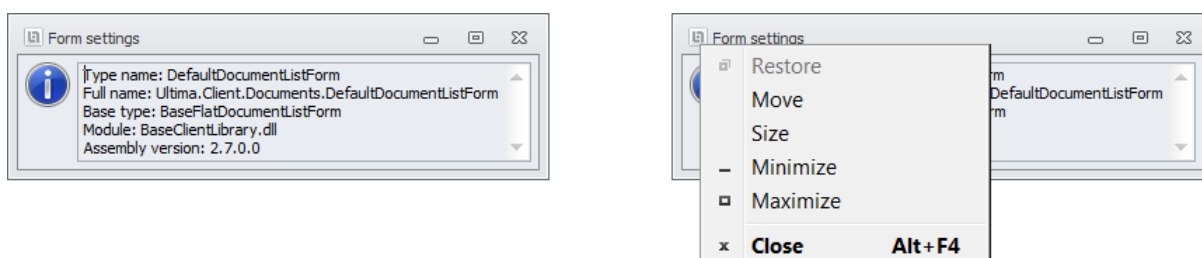 Form settings
Type name: DefaultDocumentListForm
Full name: Ultima.Client.Documents.DefaultDocumentListForm
Base type: BaseFlatDocumentListForm
Module: BaseClientLibrary.dll
Assembly version: 2.7.0.0
Form settings
Restore
Move
Size
Minimize
Maximize
Close Alt+F4
m
DefaultDocumentListForm
m